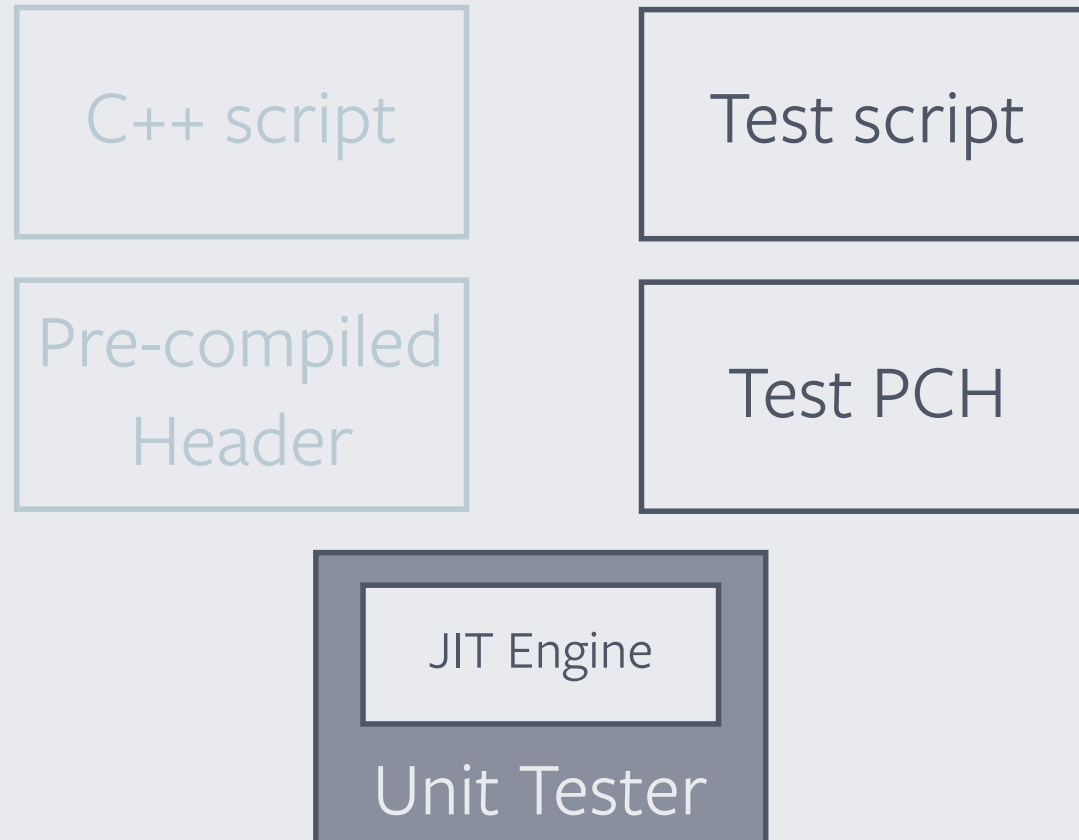 C++ script
Test script
Pre-compiled
Header
Test PCH
JIT Engine
Unit Tester